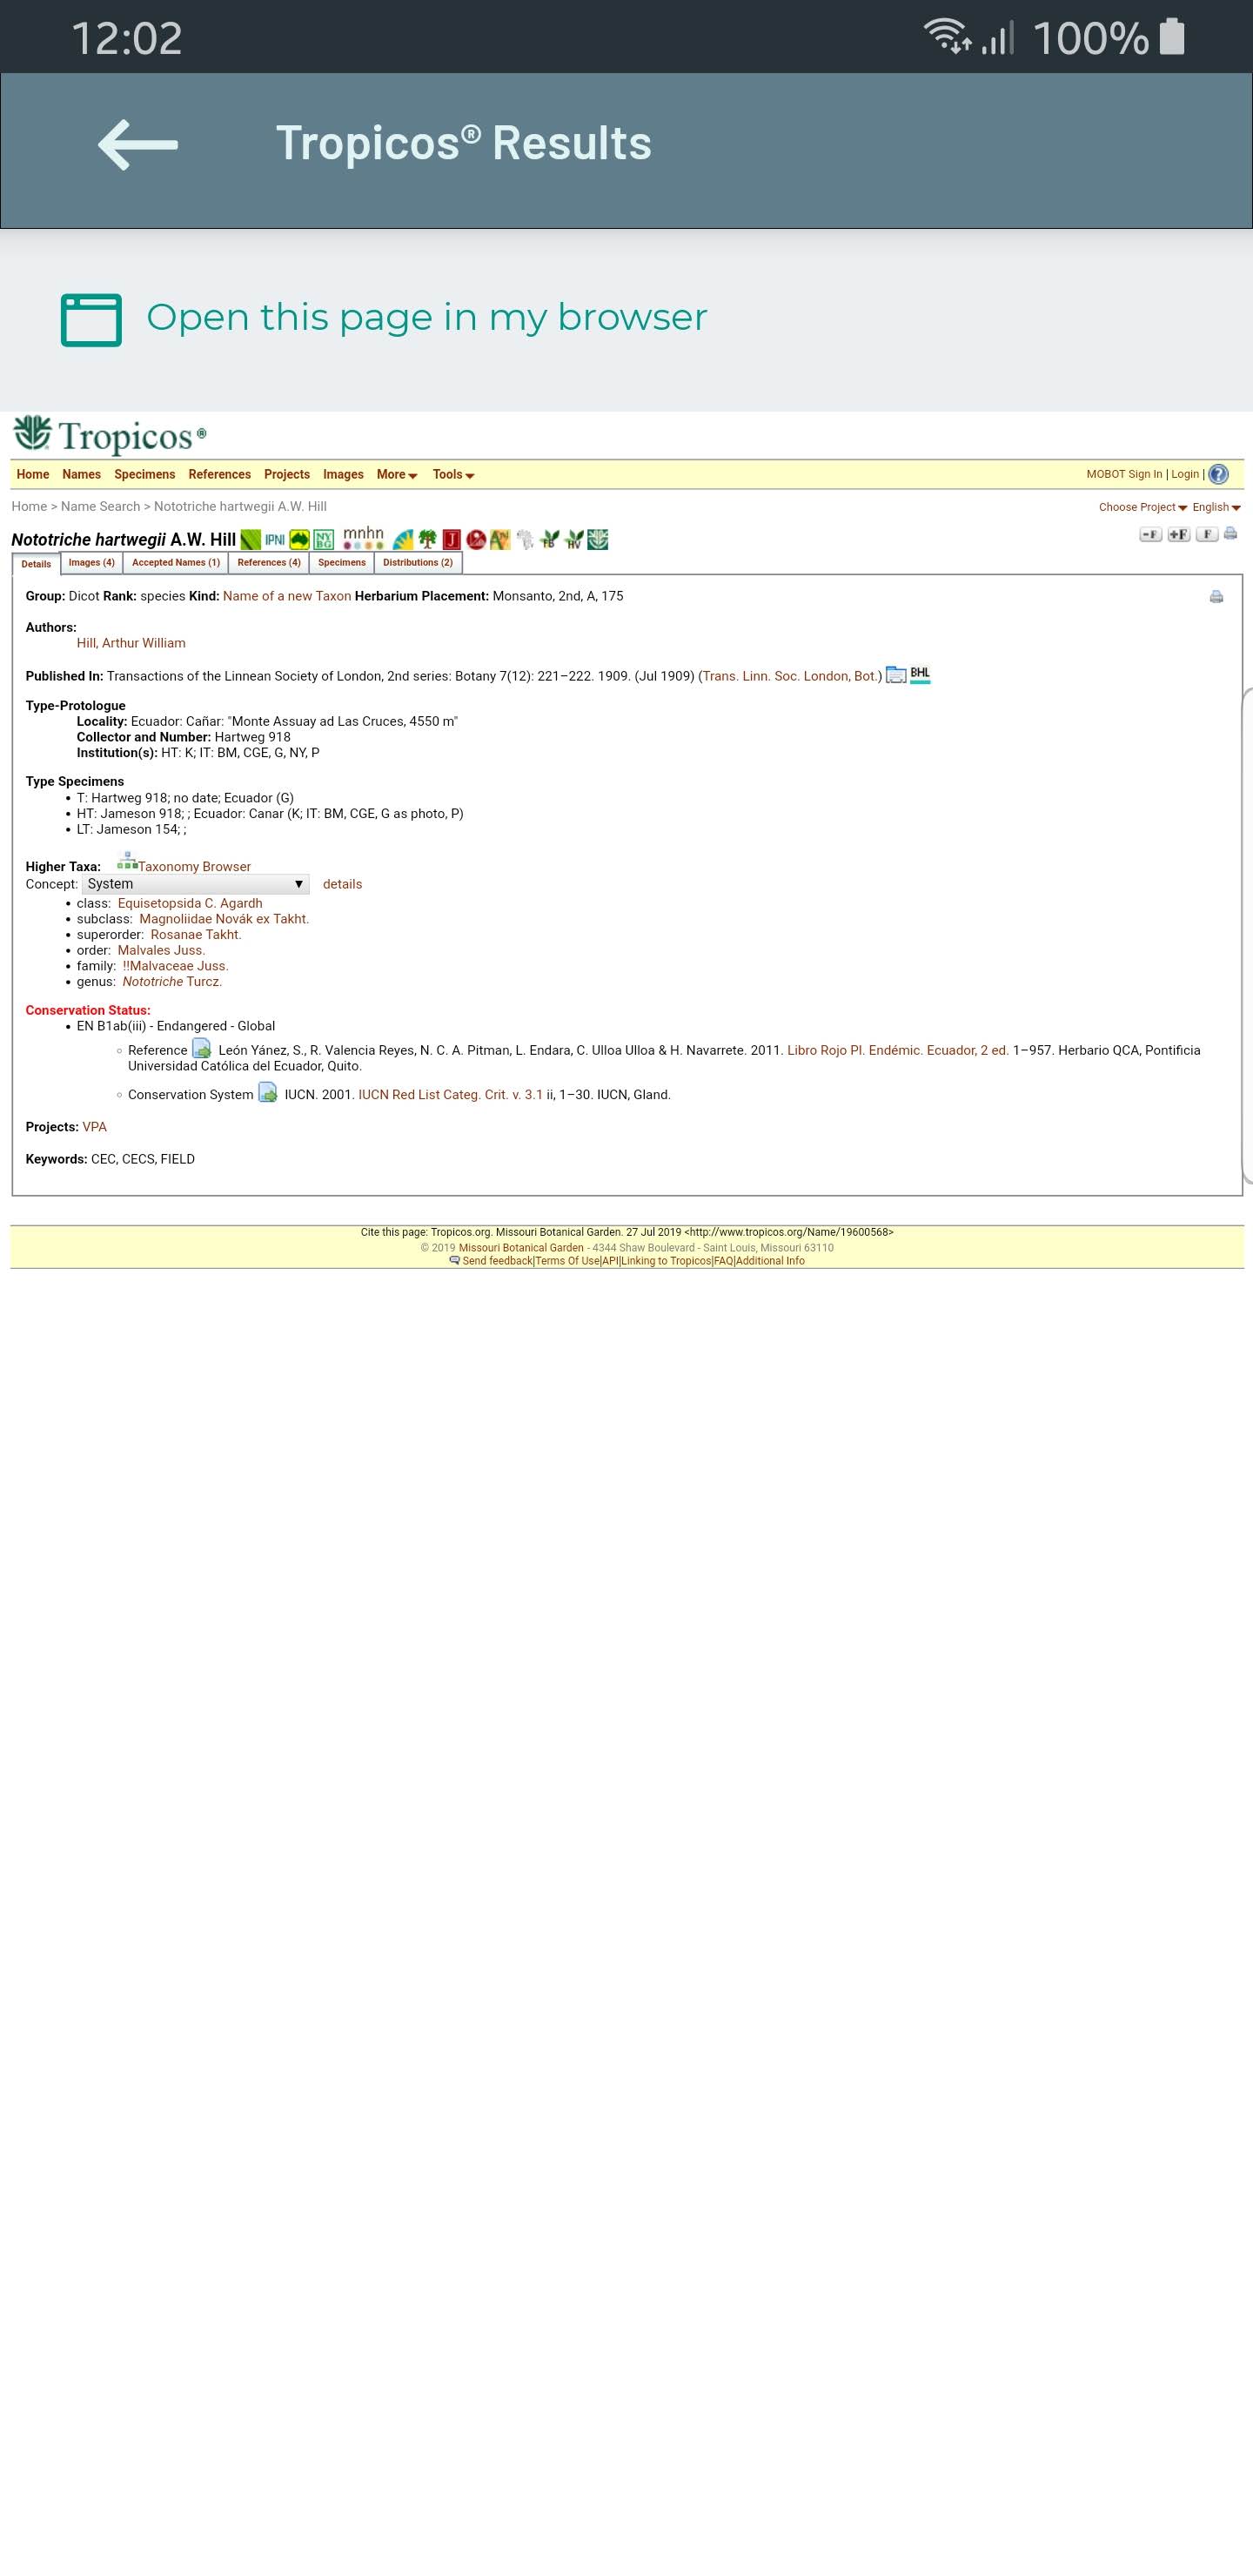 12:02 100%
Tropicos® Results
Open this page in my browser
Tropicos®
Home Names Specimens References Projects Images More Tools MOBOT Sign In | Login | ?
Home > Name Search > Nototriche hartwegii A.W. Hill Choose Project English
Nototriche hartwegii A.W. Hill IPNI NYBG mnhn J TB HV -F +F F
Details Images (4) Accepted Names (1) References (4) Specimens Distributions (2)
Group: Dicot Rank: species Kind: Name of a new Taxon Herbarium Placement: Monsanto, 2nd, A, 175
Authors:
Hill, Arthur William
Published In: Transactions of the Linnean Society of London, 2nd series: Botany 7(12): 221–222. 1909. (Jul 1909) (Trans. Linn. Soc. London, Bot.) BHL
Type-Protologue
Locality: Ecuador: Cañar: "Monte Assuay ad Las Cruces, 4550 m"
Collector and Number: Hartweg 918
Institution(s): HT: K; IT: BM, CGE, G, NY, P
Type Specimens
• T: Hartweg 918; no date; Ecuador (G)
• HT: Jameson 918; ; Ecuador: Canar (K; IT: BM, CGE, G as photo, P)
• LT: Jameson 154; ;
Higher Taxa: Taxonomy Browser
Concept: System ▼ details
• class: Equisetopsida C. Agardh
• subclass: Magnoliidae Novák ex Takht.
• superorder: Rosanae Takht.
• order: Malvales Juss.
• family: !!Malvaceae Juss.
• genus: Nototriche Turcz.
Conservation Status:
• EN B1ab(iii) - Endangered - Global
○ Reference León Yánez, S., R. Valencia Reyes, N. C. A. Pitman, L. Endara, C. Ulloa Ulloa & H. Navarrete. 2011. Libro Rojo Pl. Endémic. Ecuador, 2 ed. 1–957. Herbario QCA, Pontificia
Universidad Católica del Ecuador, Quito.
○ Conservation System IUCN. 2001. IUCN Red List Categ. Crit. v. 3.1 ii, 1–30. IUCN, Gland.
Projects: VPA
Keywords: CEC, CECS, FIELD
Cite this page: Tropicos.org. Missouri Botanical Garden. 27 Jul 2019 <http://www.tropicos.org/Name/19600568>
© 2019 Missouri Botanical Garden - 4344 Shaw Boulevard - Saint Louis, Missouri 63110
Send feedback|Terms Of Use|API|Linking to Tropicos|FAQ|Additional Info